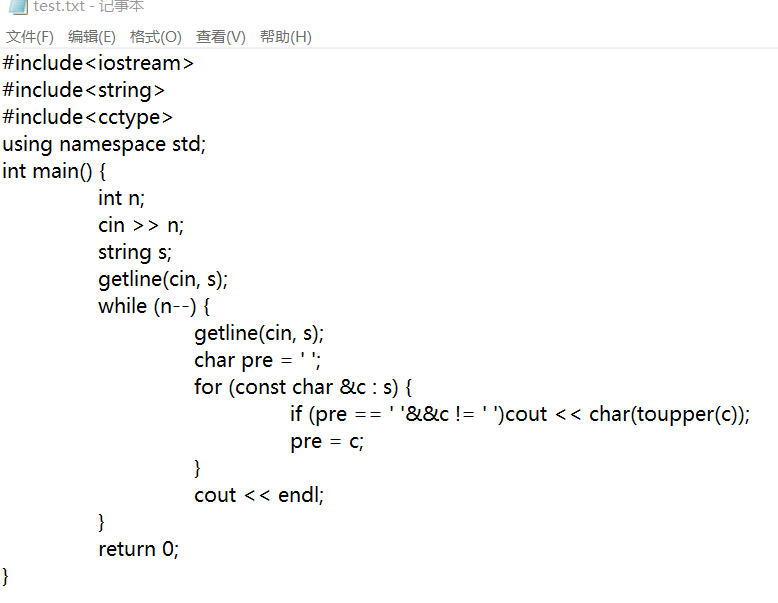 test.txt - 记事本
文件(F) 编辑(E) 格式(O) 查看(V) 帮助(H)
#include<iostream>
#include<string>
#include<cctype>
using namespace std;
int main() {
int n;
cin >> n;
string s;
getline(cin, s);
while (n--) {
getline(cin, s);
char pre = ' ';
for (const char &c : s) {
if (pre == ' '&&c != ' ')cout << char(toupper(c));
pre = c;
}
cout << endl;
}
return 0;
}